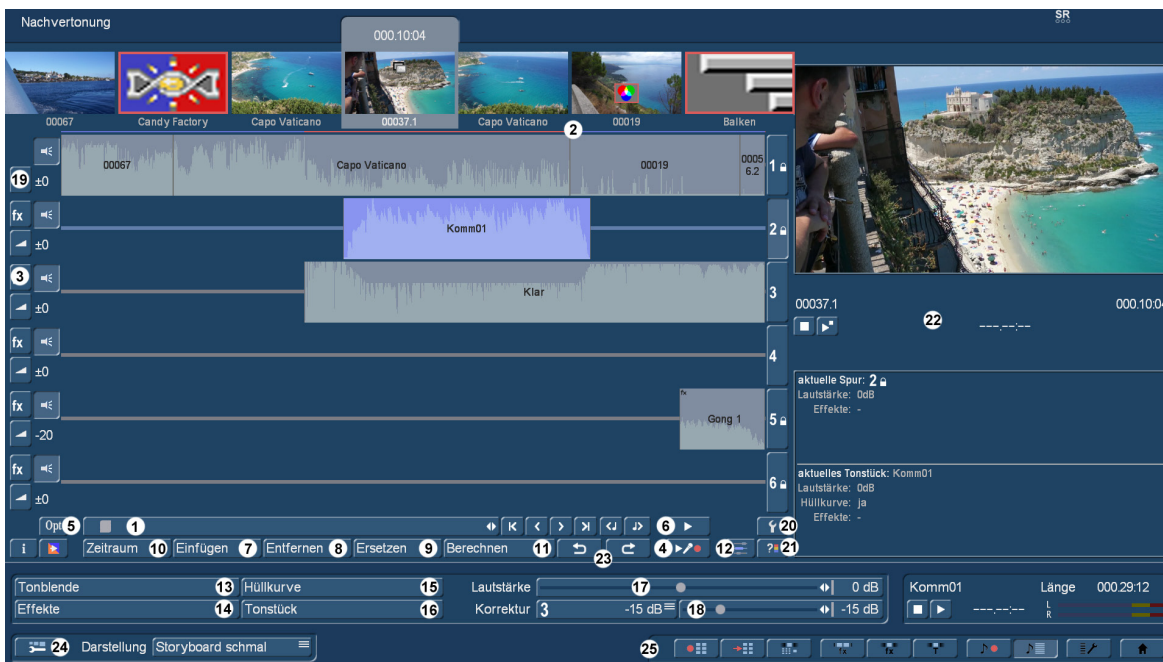 Nachvertonung
SR
000.10:04
00067 Candy Factory Capo Vaticano 00037.1 Capo Vaticano 00019 Balken
2
00067 Capo Vaticano 00019 0005 6.2 1
19 ±0
fx Komm01 2
±0
3 Klar 3
±0
00037.1 000.10:04
22 ---.--:--
fx 4
±0
aktuelle Spur: 2
Lautstärke: 0dB
Effekte: -
fx fx Gong 1 5
-20
fx 6
±0
aktuelles Tonstück: Komm01
Lautstärke: 0dB
Hüllkurve: ja
Effekte: -
5 1 6 20
i Zeitraum 10 Einfügen 7 Entfernen 8 Ersetzen 9 Berechnen 11 23 4 12 ? 21
Tonblende 13 Hüllkurve 15 Lautstärke 17 0 dB
Effekte 14 Tonstück 16 Korrektur 3 -15 dB 18 -15 dB
Komm01 Länge 000.29:12
---.--:-- L
R
24 Darstellung Storyboard schmal 25